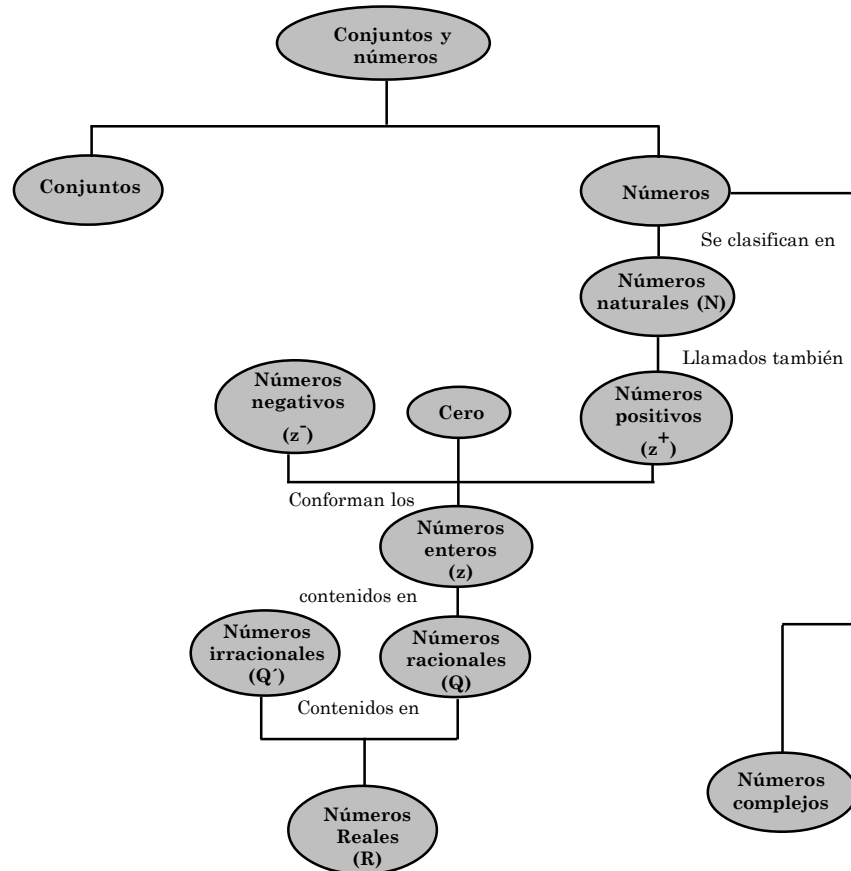 Conjuntos y
números
Conjuntos
Números
Se clasifican en
Números
naturales (N)
Llamados también
Números
negativos
(z⁻)
Cero
Números
positivos
(z⁺)
Conforman los
Números
enteros
(z)
contenidos en
Números
irracionales
(Q´)
Números
racionales
(Q)
Contenidos en
Números
Reales
(R)
Números
complejos